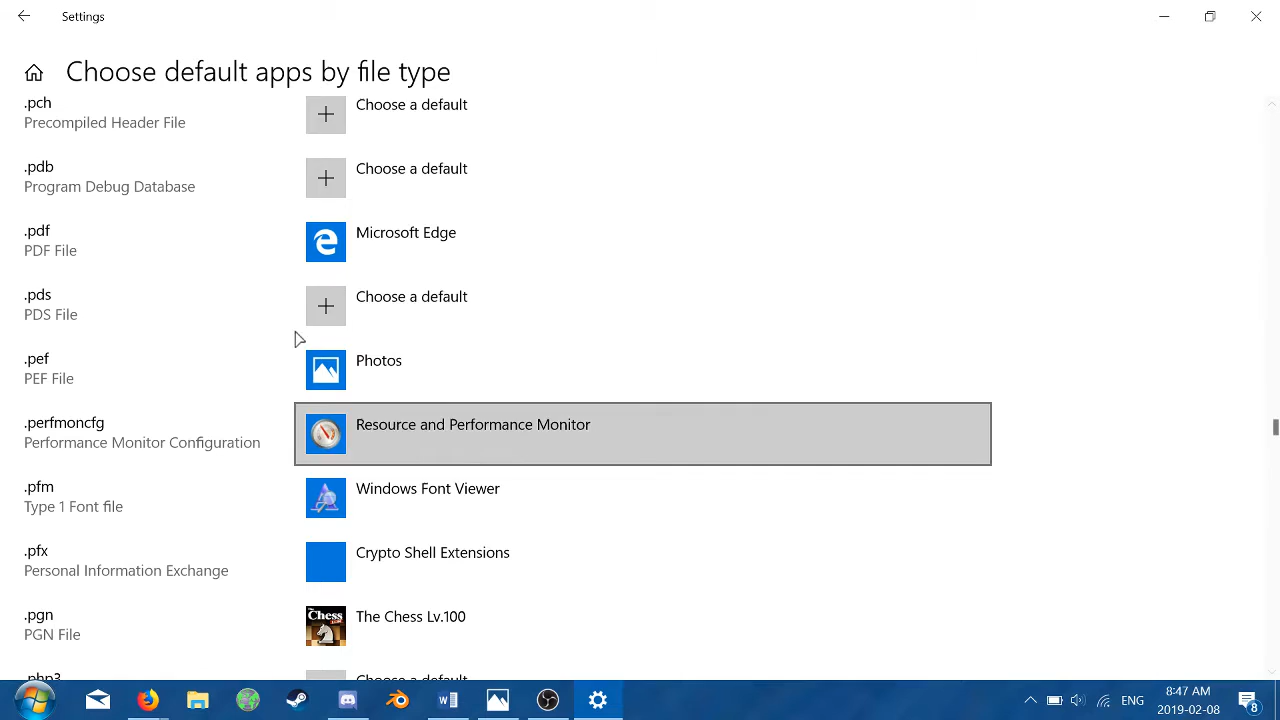 Settings
Choose default apps by file type
.pch
Precompiled Header File
Choose a default
.pdb
Program Debug Database
Choose a default
.pdf
PDF File
Microsoft Edge
.pds
PDS File
Choose a default
.pef
PEF File
Photos
.perfmoncfg
Performance Monitor Configuration
Resource and Performance Monitor
.pfm
Type 1 Font file
Windows Font Viewer
.pfx
Personal Information Exchange
Crypto Shell Extensions
.pgn
PGN File
The Chess Lv.100
Chess
.php3
Choose a default
ENG
8:47 AM
2019-02-08
8